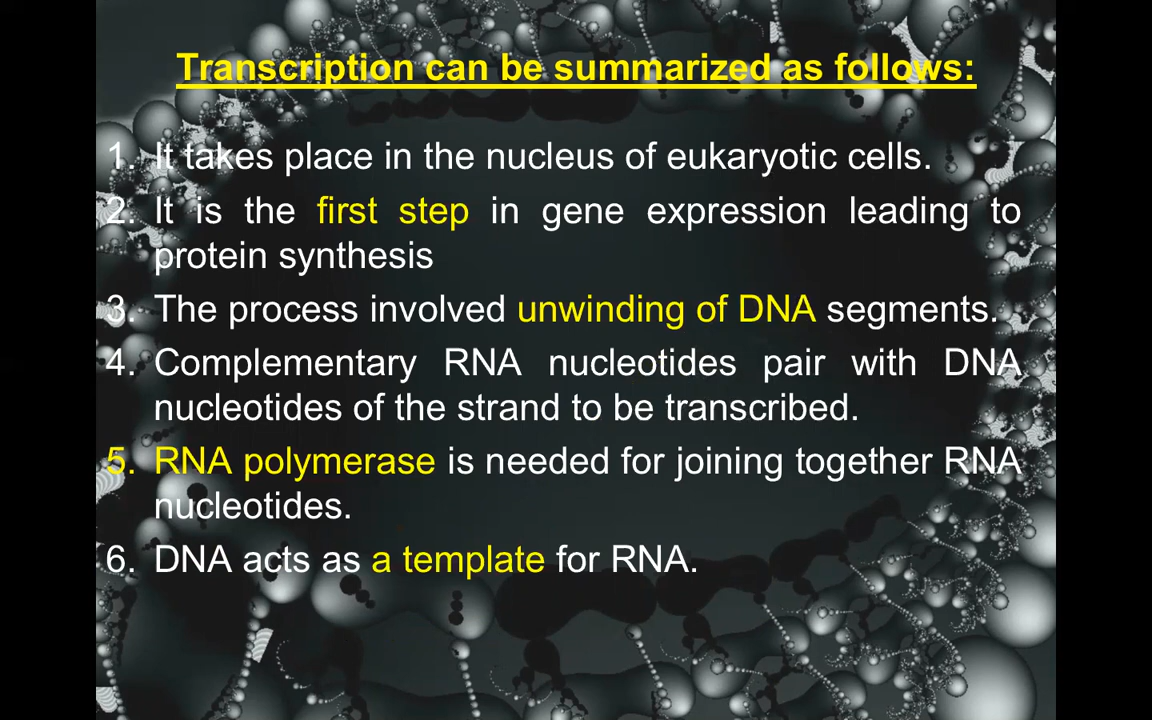 Transcription can be summarized as follows:
1. It takes place in the nucleus of eukaryotic cells.
2. It is the first step in gene expression leading to
protein synthesis
3. The process involved unwinding of DNA segments.
4. Complementary RNA nucleotides pair with DNA
nucleotides of the strand to be transcribed.
5. RNA polymerase is needed for joining together RNA
nucleotides.
6. DNA acts as a template for RNA.